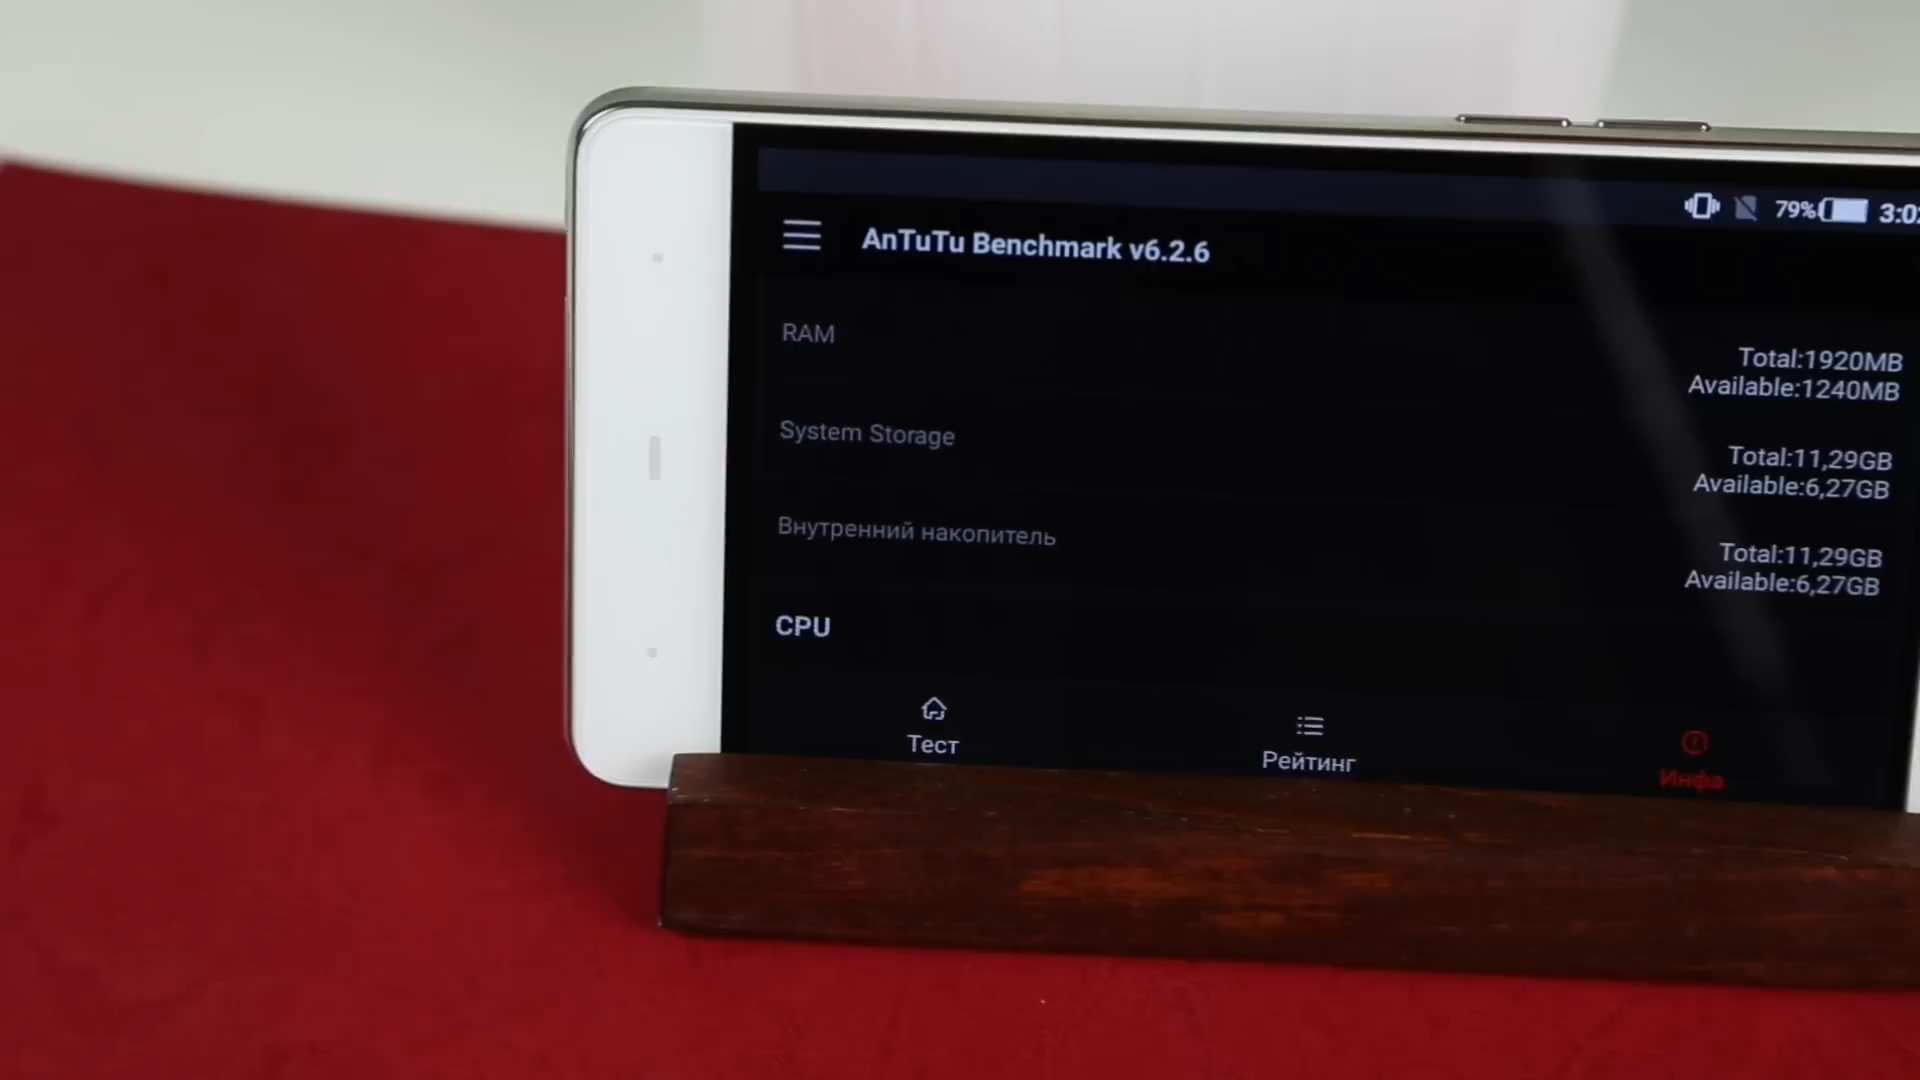 79%
AnTuTu Benchmark v6.2.6
RAM
Total:1920MB
Available:1240MB
System Storage
Total:11,29GB
Available:6,27GB
Внутренний накопитель
Total:11,29GB
Available:6,27GB
CPU
Тест
Рейтинг
Инфа